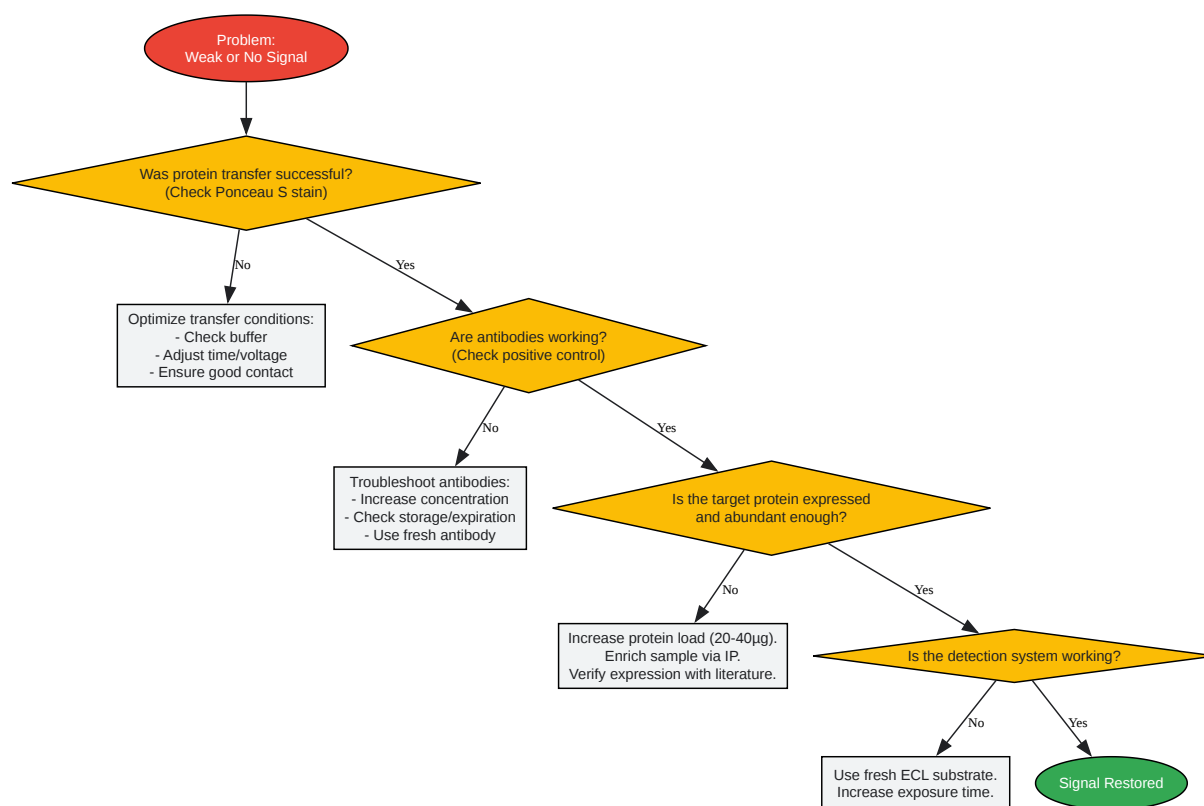 Problem:
Weak or No Signal
Was protein transfer successful?
(Check Ponceau S stain)
No
Yes
Optimize transfer conditions:
- Check buffer
- Adjust time/voltage
- Ensure good contact
Are antibodies working?
(Check positive control)
No
Yes
Troubleshoot antibodies:
- Increase concentration
- Check storage/expiration
- Use fresh antibody
Is the target protein expressed
and abundant enough?
No
Yes
Increase protein load (20-40µg).
Enrich sample via IP.
Verify expression with literature.
Is the detection system working?
No
Yes
Use fresh ECL substrate.
Increase exposure time.
Signal Restored